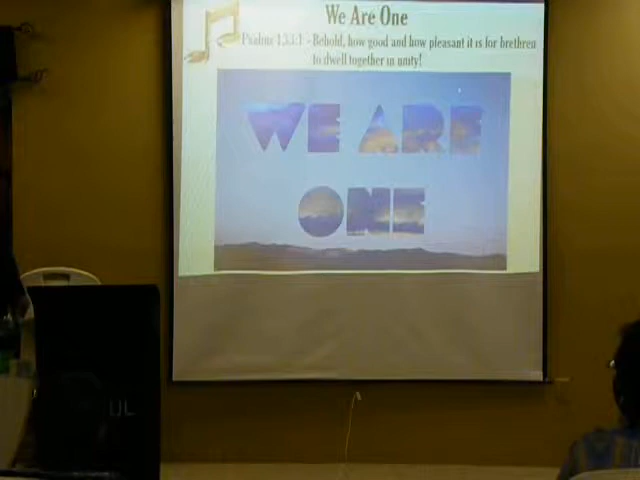 We Are One
Psalms 133:1 - Behold, how good and how pleasant it is for brethren
to dwell together in unity!
WE ARE
ONE